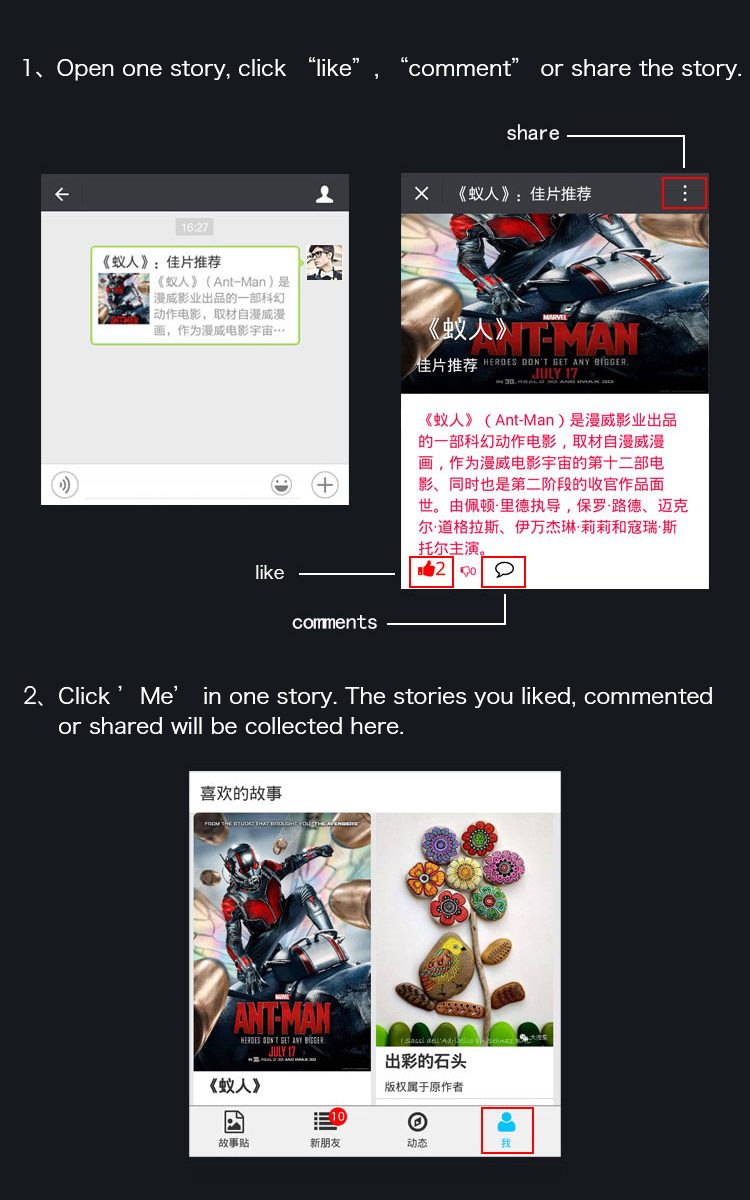 1、Open one story, click “like”, “comment” or share the story.
share
16:27
《蚁人》：佳片推荐
《蚁人》（Ant-Man）是
漫威影业出品的一部科幻
动作电影，取材自漫威漫
画，作为漫威电影宇宙…
《蚁人》：佳片推荐
MARVEL
《蚁人》
ANT-MAN
佳片推荐
HEROES DON'T GET ANY BIGGER.
JULY 17
IN 3D, REAL D 3D AND IMAX 3D
《蚁人》（Ant-Man）是漫威影业出品
的一部科幻动作电影，取材自漫威漫
画，作为漫威电影宇宙的第十二部电
影、同时也是第二阶段的收官作品面
世。由佩顿·里德执导，保罗·路德、迈克
尔·道格拉斯、伊万杰琳·莉莉和寇瑞·斯
托尔主演。
2
0
like
comments
2、Click ’Me’ in one story. The stories you liked, commented
or shared will be collected here.
喜欢的故事
FROM THE STUDIO THAT BROUGHT YOU "THE AVENGERS"
MARVEL
ANT-MAN
HEROES DON'T GET ANY BIGGER.
JULY 17
IN 3D, REAL D 3D AND IMAX 3D
《蚁人》
I Sassi dell'Adriatico by
出彩的石头
版权属于原作者
故事贴
10
新朋友
动态
我